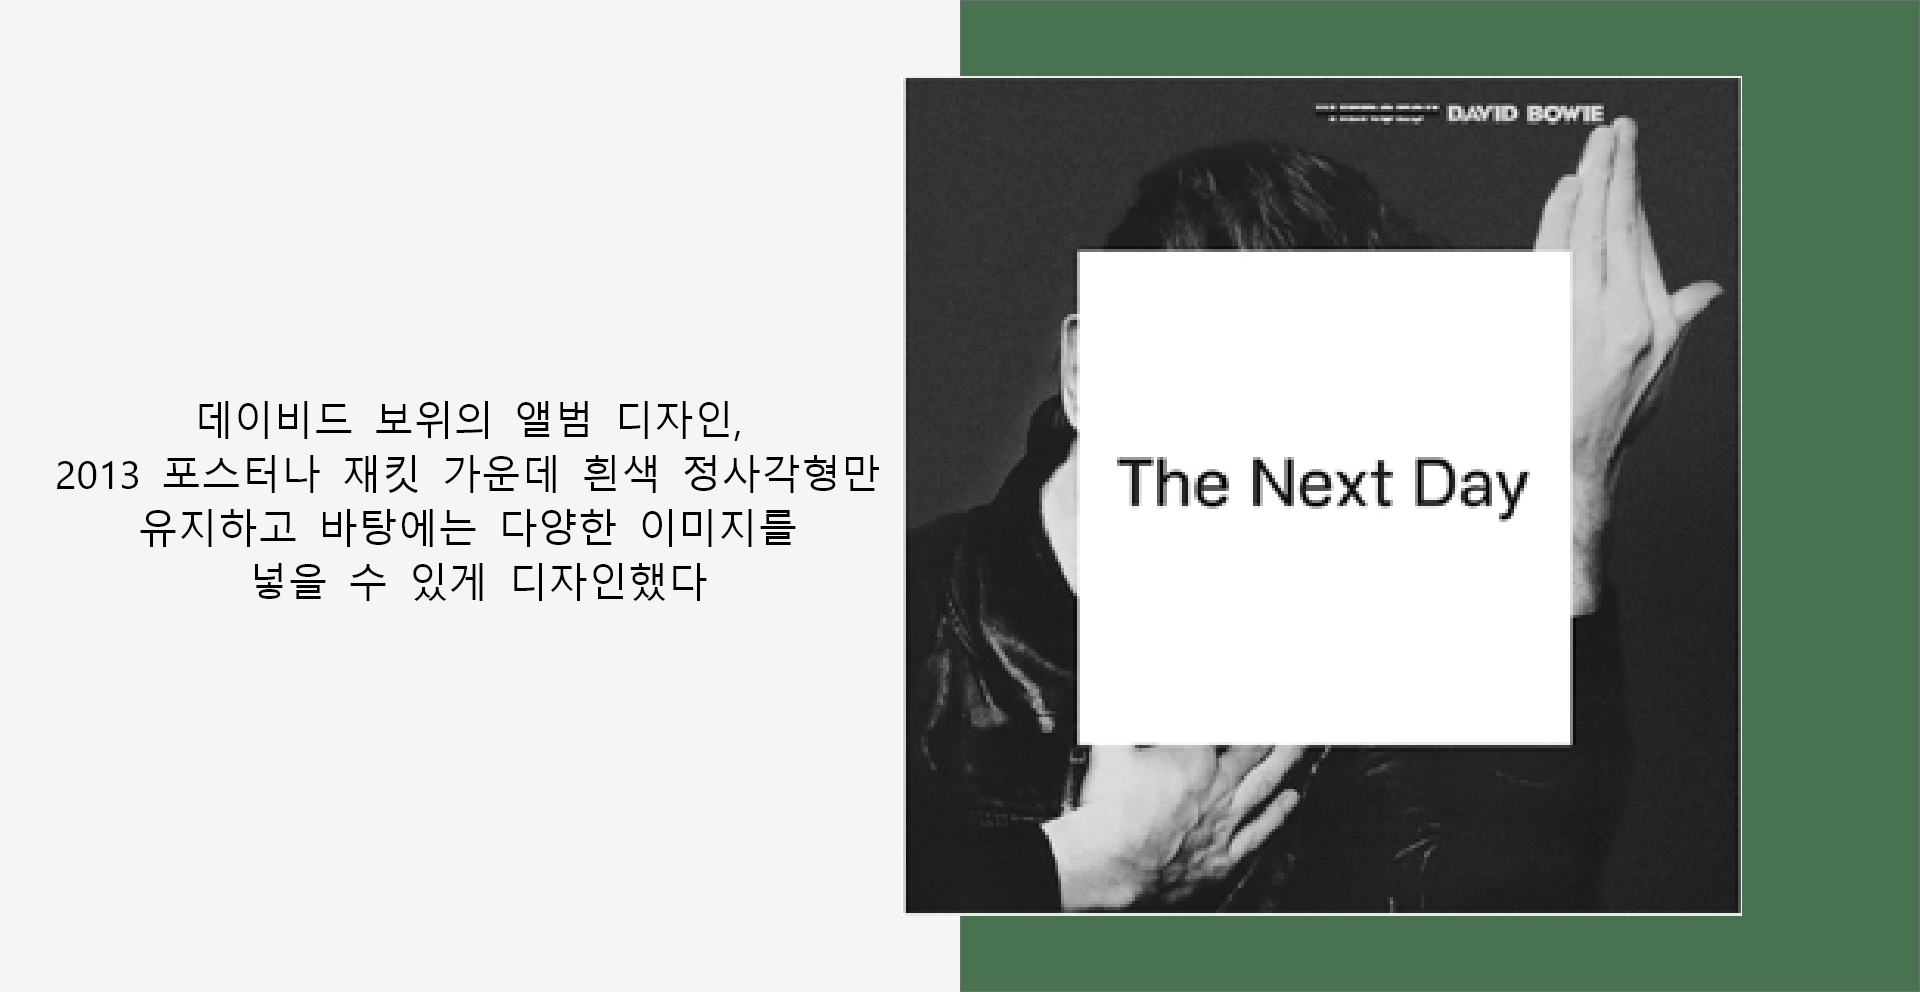 데이비드 보위의 앨범 디자인,
2013 포스터나 재킷 가운데 흰색 정사각형만
유지하고 바탕에는 다양한 이미지를
넣을 수 있게 디자인했다
"HEROES" DAVID BOWIE
The Next Day